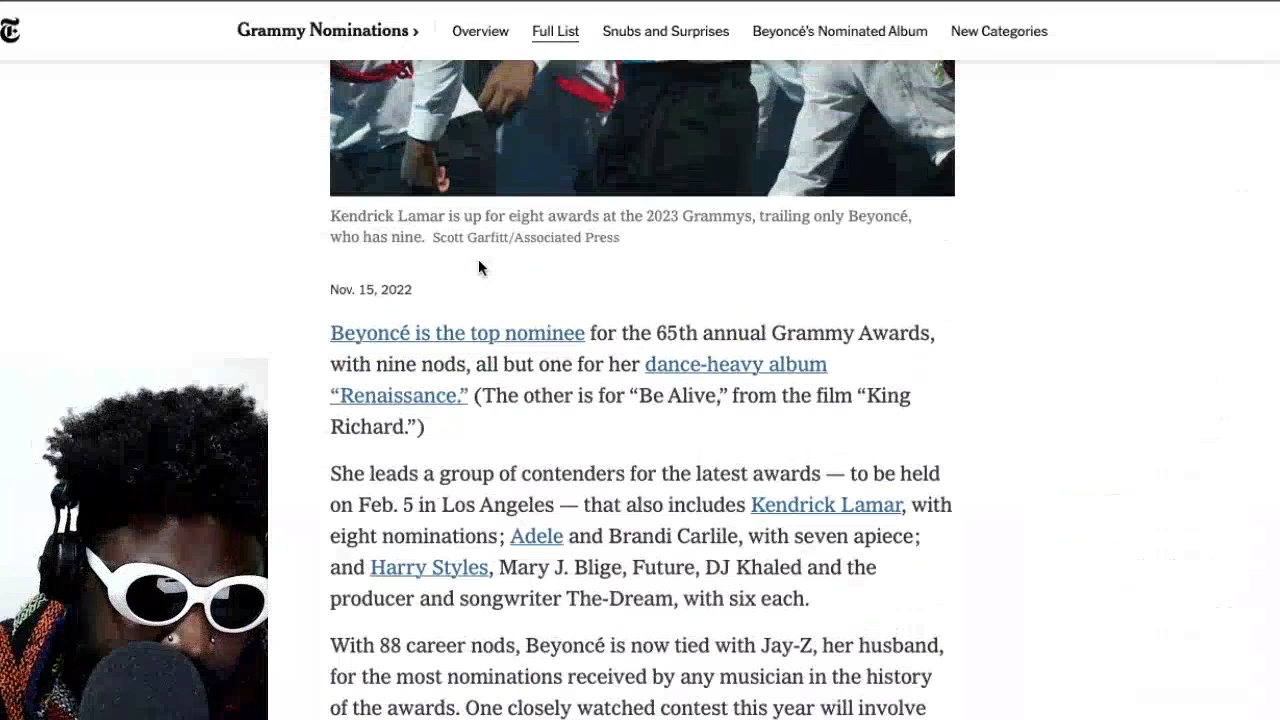 Grammy Nominations › Overview Full List Snubs and Surprises Beyoncé’s Nominated Album New Categories
Kendrick Lamar is up for eight awards at the 2023 Grammys, trailing only Beyoncé,
who has nine. Scott Garfitt/Associated Press
Nov. 15, 2022
Beyoncé is the top nominee for the 65th annual Grammy Awards,
with nine nods, all but one for her dance-heavy album
“Renaissance.” (The other is for “Be Alive,” from the film “King
Richard.”)
She leads a group of contenders for the latest awards — to be held
on Feb. 5 in Los Angeles — that also includes Kendrick Lamar, with
eight nominations; Adele and Brandi Carlile, with seven apiece;
and Harry Styles, Mary J. Blige, Future, DJ Khaled and the
producer and songwriter The-Dream, with six each.
With 88 career nods, Beyoncé is now tied with Jay-Z, her husband,
for the most nominations received by any musician in the history
of the awards. One closely watched contest this year will involve